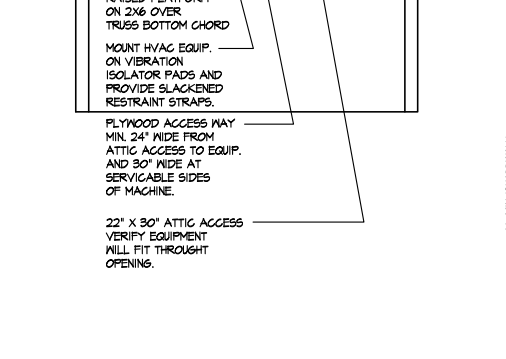 ON 2X6 OVER
TRUSS BOTTOM CHORD
MOUNT HVAC EQUIP.
ON VIBRATION
ISOLATOR PADS AND
PROVIDE SLACKENED
RESTRAINT STRAPS.
PLYWOOD ACCESS WAY
MIN. 24" WIDE FROM
ATTIC ACCESS TO EQUIP.
AND 30" WIDE AT
SERVICABLE SIDES
OF MACHINE.
22" X 30" ATTIC ACCESS
VERIFY EQUIPMENT
WILL FIT THROUGHT
OPENING.